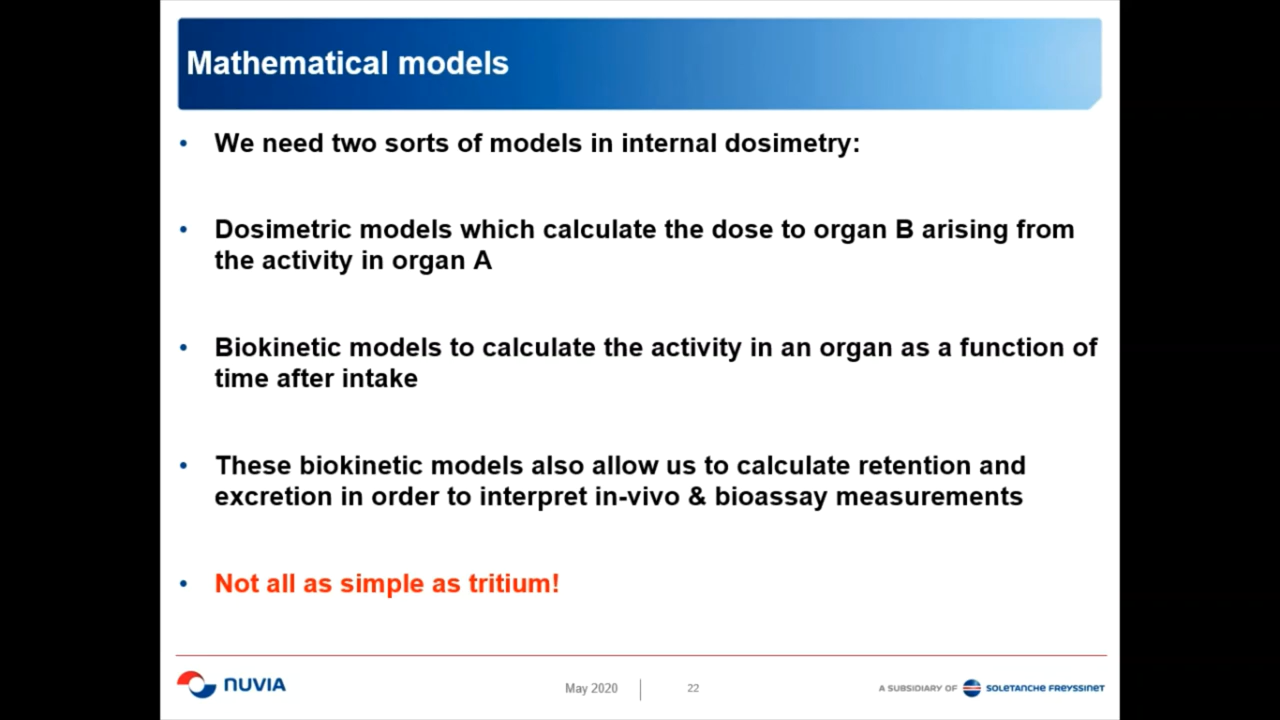 Mathematical models
• We need two sorts of models in internal dosimetry:
• Dosimetric models which calculate the dose to organ B arising from
the activity in organ A
• Biokinetic models to calculate the activity in an organ as a function of
time after intake
• These biokinetic models also allow us to calculate retention and
excretion in order to interpret in-vivo & bioassay measurements
• Not all as simple as tritium!
NUVIA
May 2020
22
A SUBSIDIARY OF SOLETANCHE FREYSSINET